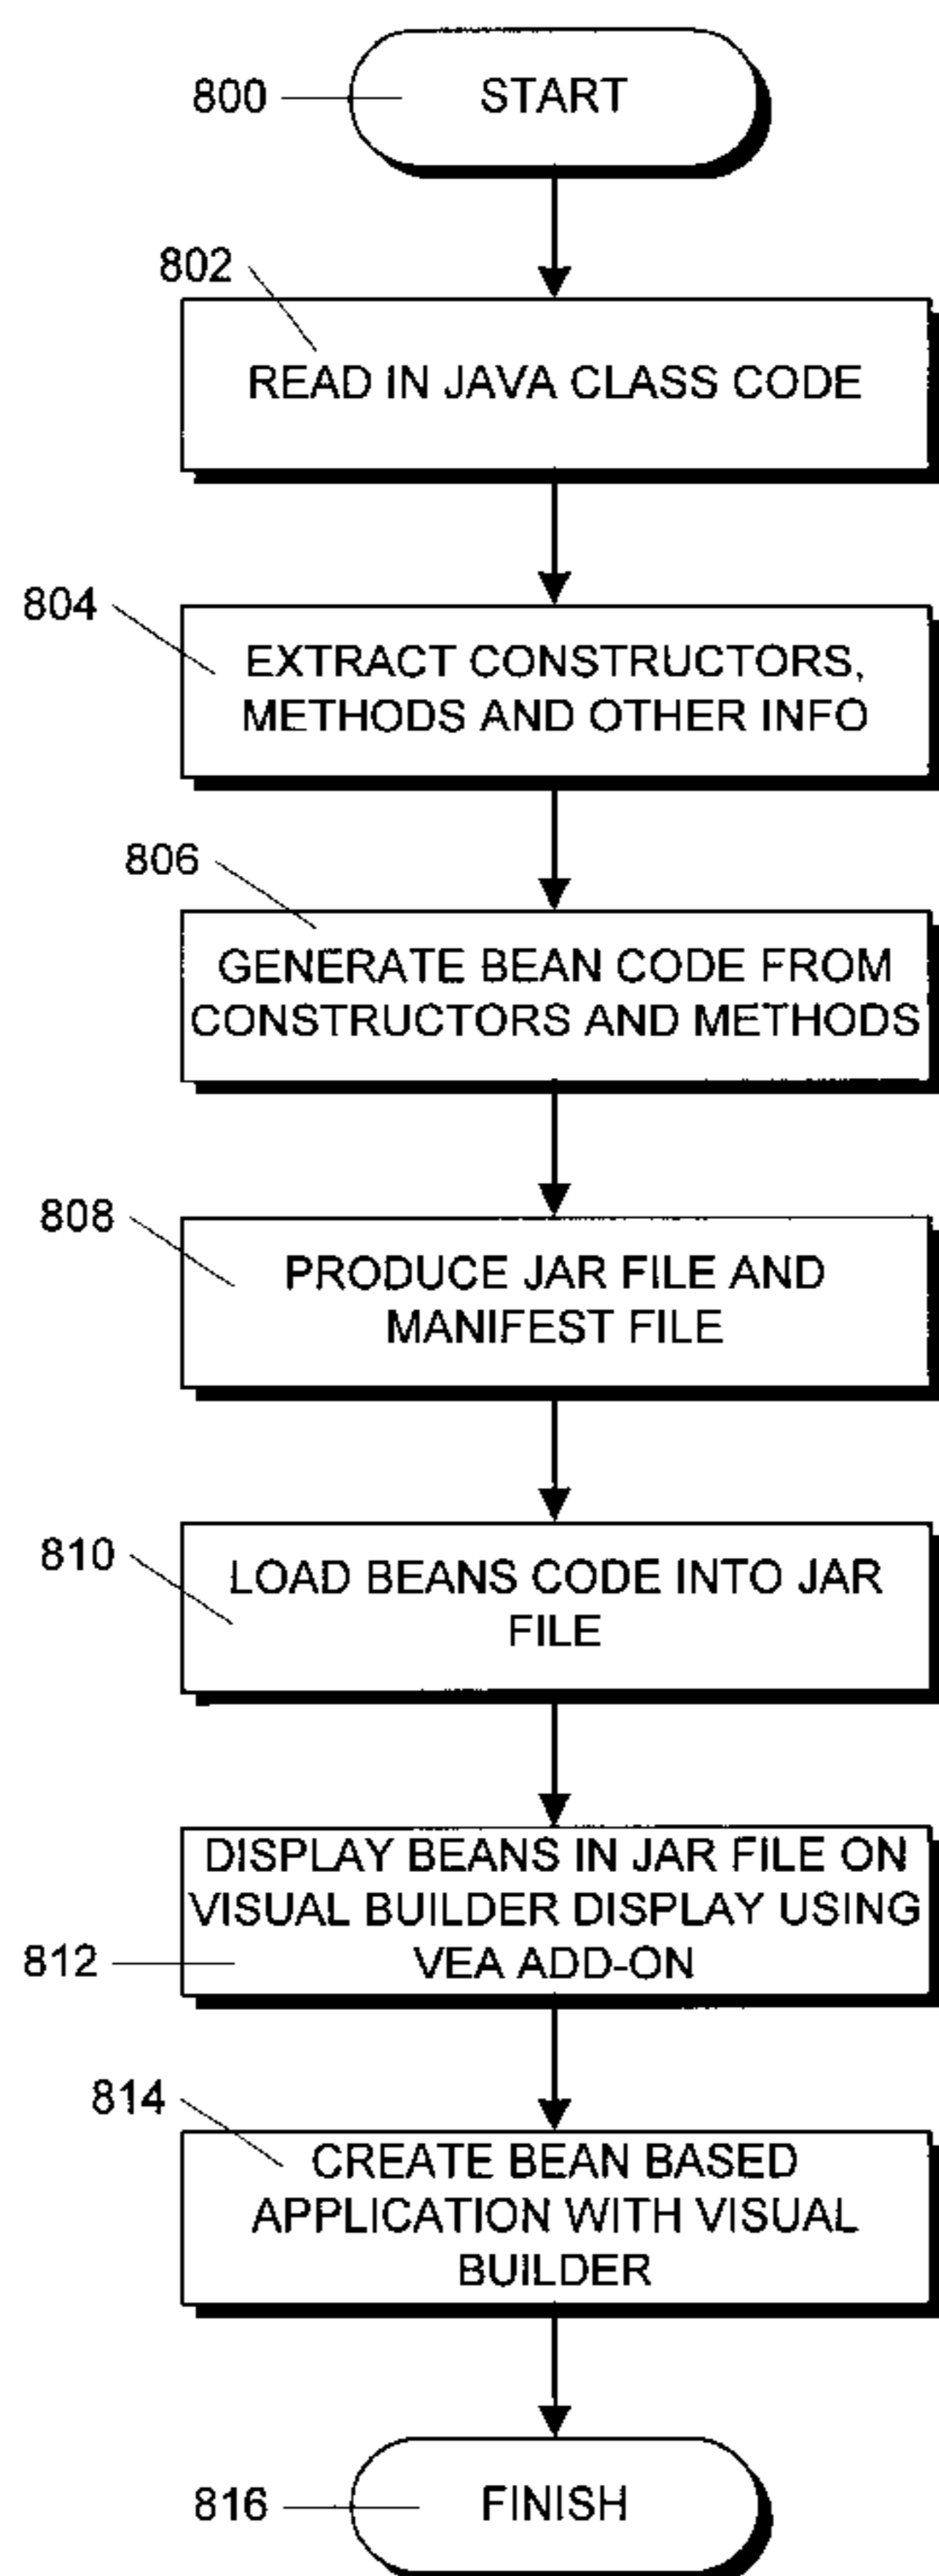 800
START
802
READ IN JAVA CLASS CODE
804
EXTRACT CONSTRUCTORS,
METHODS AND OTHER INFO
806
GENERATE BEAN CODE FROM
CONSTRUCTORS AND METHODS
808
PRODUCE JAR FILE AND
MANIFEST FILE
810
LOAD BEANS CODE INTO JAR
FILE
DISPLAY BEANS IN JAR FILE ON
VISUAL BUILDER DISPLAY USING
812
VEA ADD-ON
814
CREATE BEAN BASED
APPLICATION WITH VISUAL
BUILDER
816
FINISH